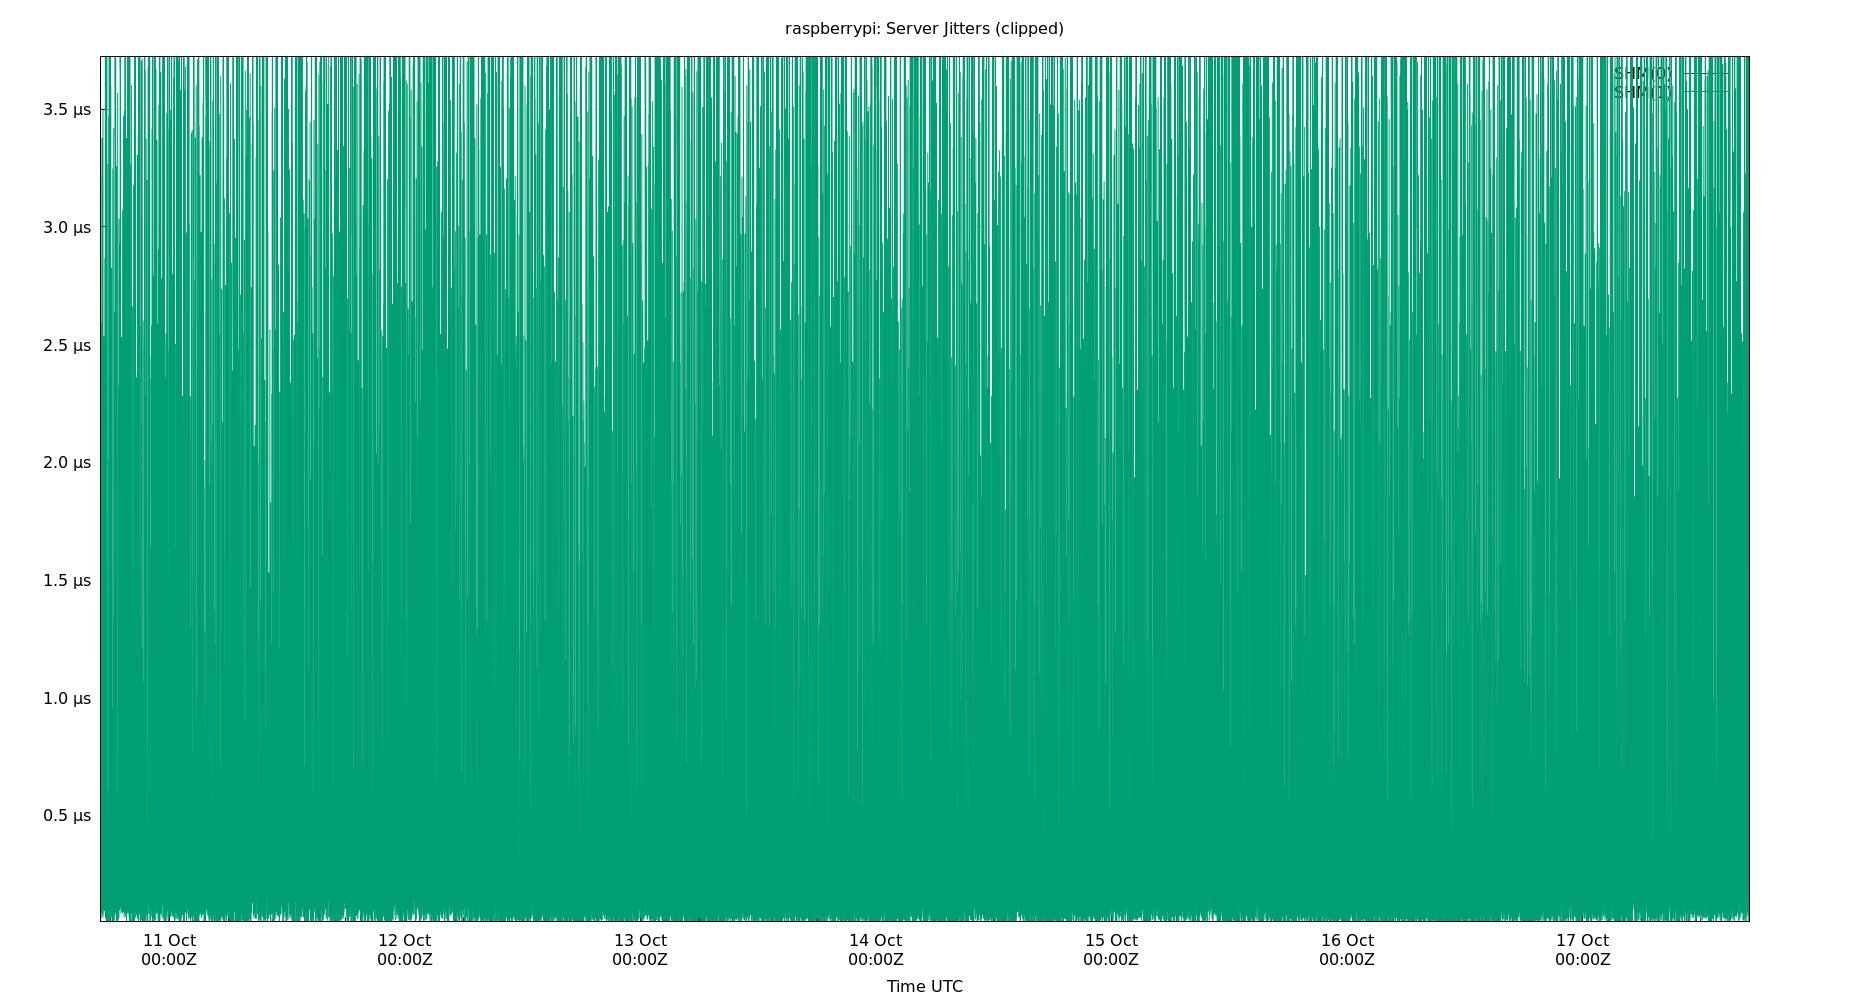 raspberrypi: Server Jitters (clipped)
SHM(0)
3.5 µs
3.0 µs
2.5 µs
2.0 µs
1.5 µs
1.0 µs
0.5 µs
11 Oct 12 Oct 13 Oct 14 Oct 15 Oct 16 Oct 17 Oct
00:00Z 00:00Z 00:00Z 00:00Z 00:00Z 00:00Z 00:00Z
Time UTC